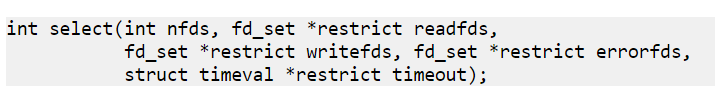 int select(int nfds, fd_set *restrict readfds,
fd_set *restrict writefds, fd_set *restrict errorfds,
struct timeval *restrict timeout);